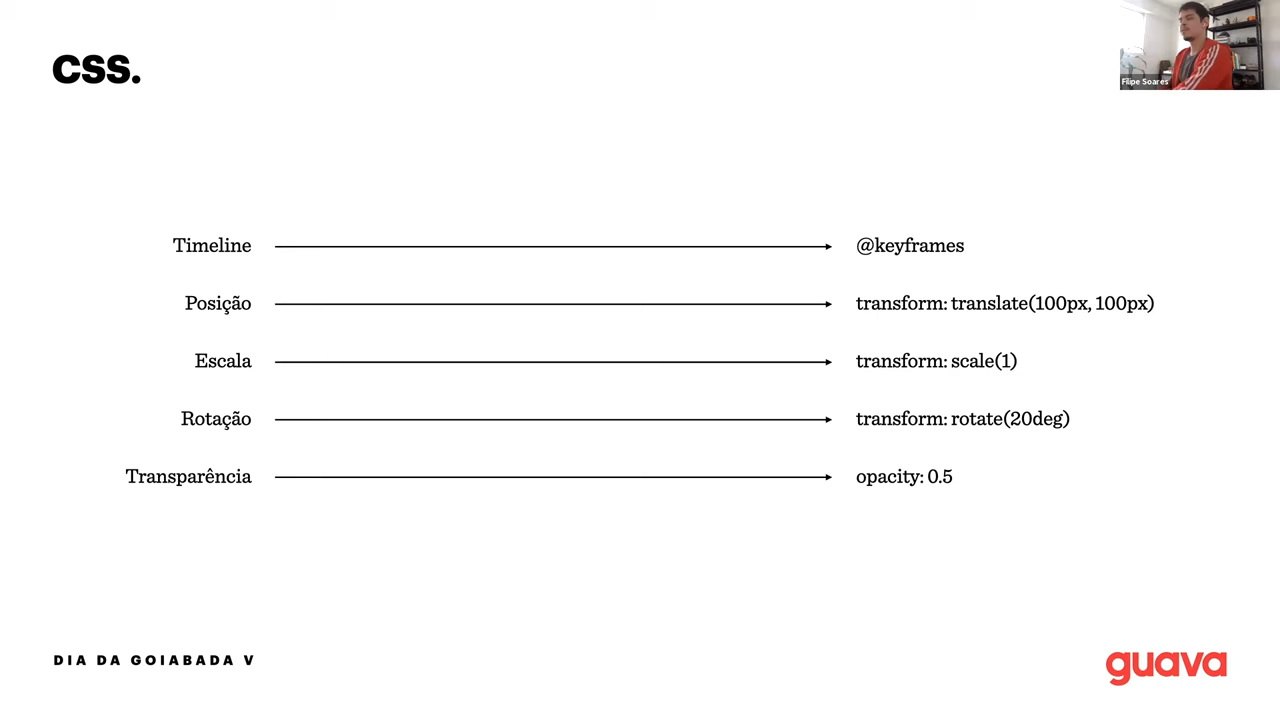 CSS.
Filipe Soares
Timeline @keyframes
Posição transform: translate(100px, 100px)
Escala transform: scale(1)
Rotação transform: rotate(20deg)
Transparência opacity: 0.5
DIA DA GOIABADA V
guava